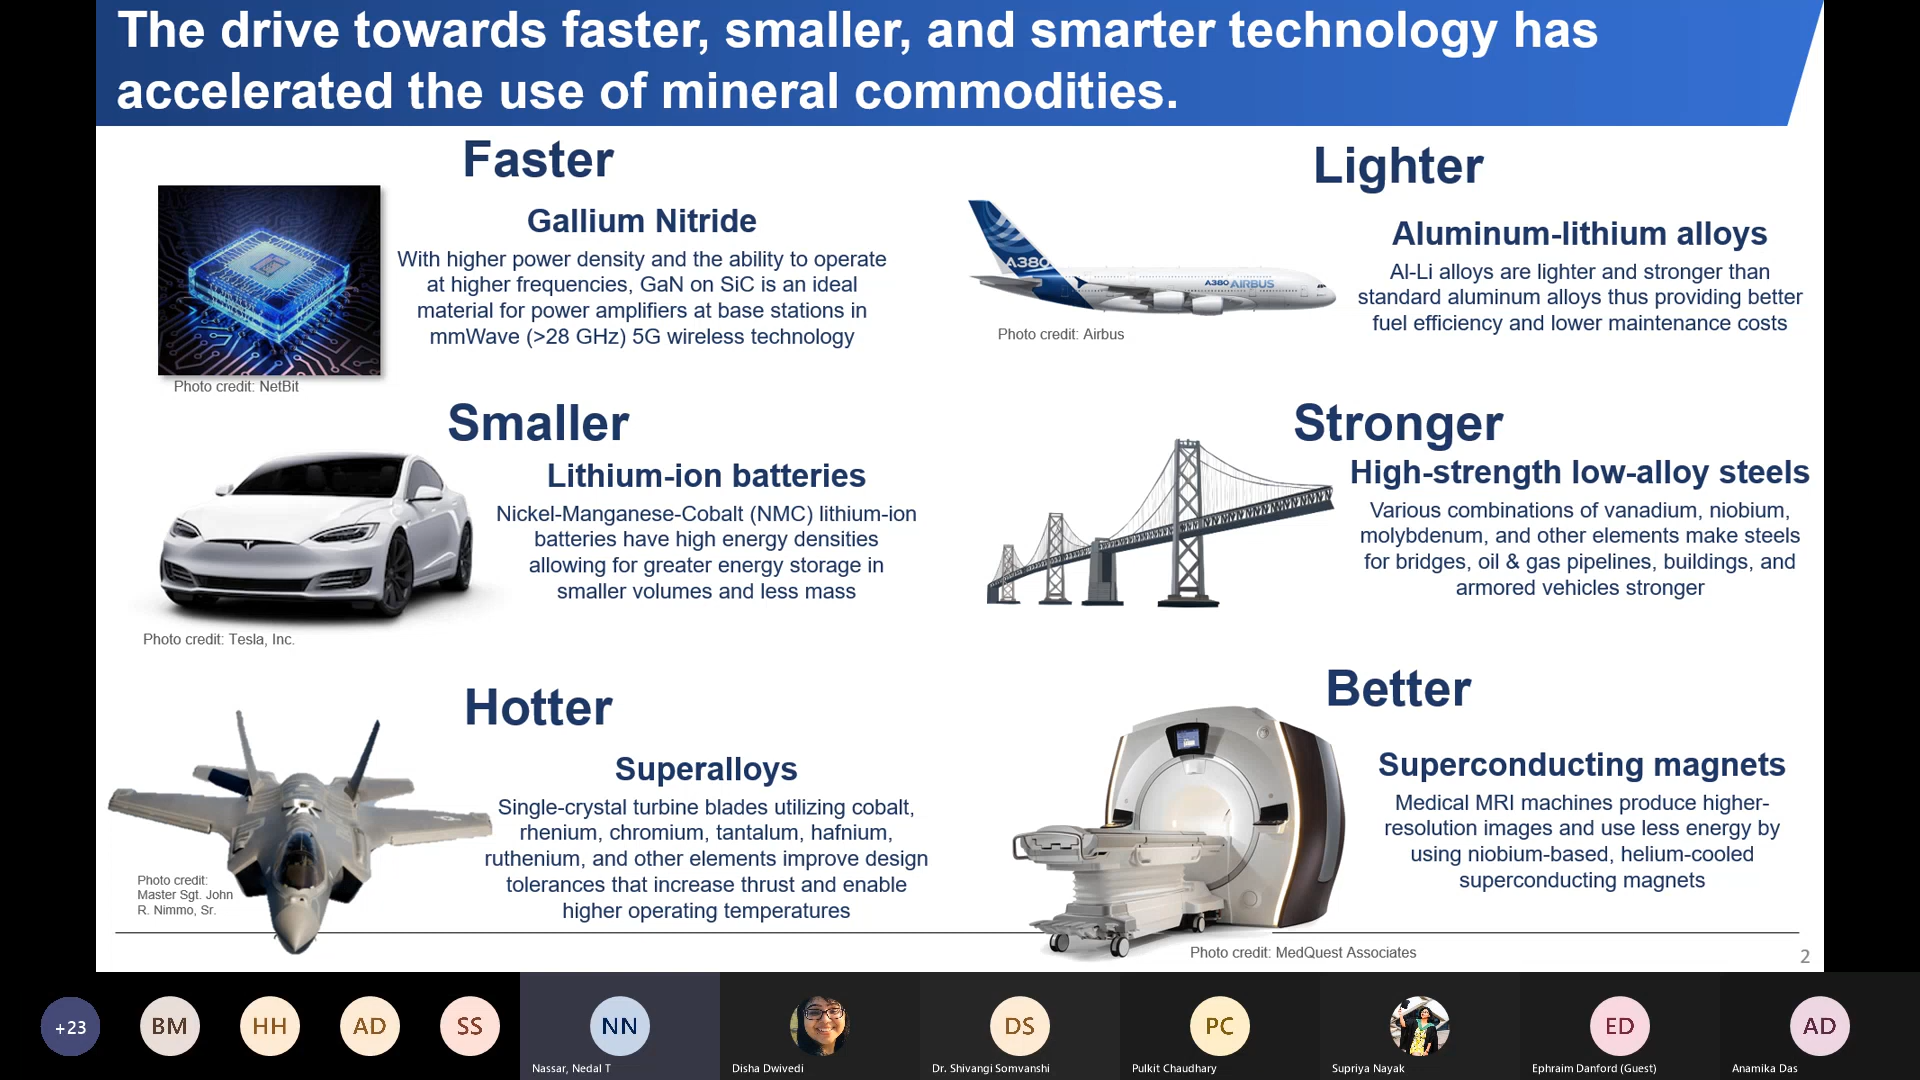 The drive towards faster, smaller, and smarter technology has
accelerated the use of mineral commodities.
Faster
Gallium Nitride
With higher power density and the ability to operate
at higher frequencies, GaN on SiC is an ideal
material for power amplifiers at base stations in
mmWave (>28 GHz) 5G wireless technology
Photo credit: NetBit
Lighter
A380
A380 AIRBUS
Aluminum-lithium alloys
Al-Li alloys are lighter and stronger than
standard aluminum alloys thus providing better
fuel efficiency and lower maintenance costs
Photo credit: Airbus
Smaller
Lithium-ion batteries
Nickel-Manganese-Cobalt (NMC) lithium-ion
batteries have high energy densities
allowing for greater energy storage in
smaller volumes and less mass
Photo credit: Tesla, Inc.
Stronger
High-strength low-alloy steels
Various combinations of vanadium, niobium,
molybdenum, and other elements make steels
for bridges, oil & gas pipelines, buildings, and
armored vehicles stronger
Hotter
Superalloys
Single-crystal turbine blades utilizing cobalt,
rhenium, chromium, tantalum, hafnium,
ruthenium, and other elements improve design
tolerances that increase thrust and enable
higher operating temperatures
Photo credit:
Master Sgt. John
R. Nimmo, Sr.
Better
Superconducting magnets
Medical MRI machines produce higher-
resolution images and use less energy by
using niobium-based, helium-cooled
superconducting magnets
Photo credit: MedQuest Associates
2
+23
BM
HH
AD
SS
NN
Nassar, Nedal T
Disha Dwivedi
DS
Dr. Shivangi Somvanshi
PC
Pulkit Chaudhary
Supriya Nayak
ED
Ephraim Danford (Guest)
AD
Anamika Das